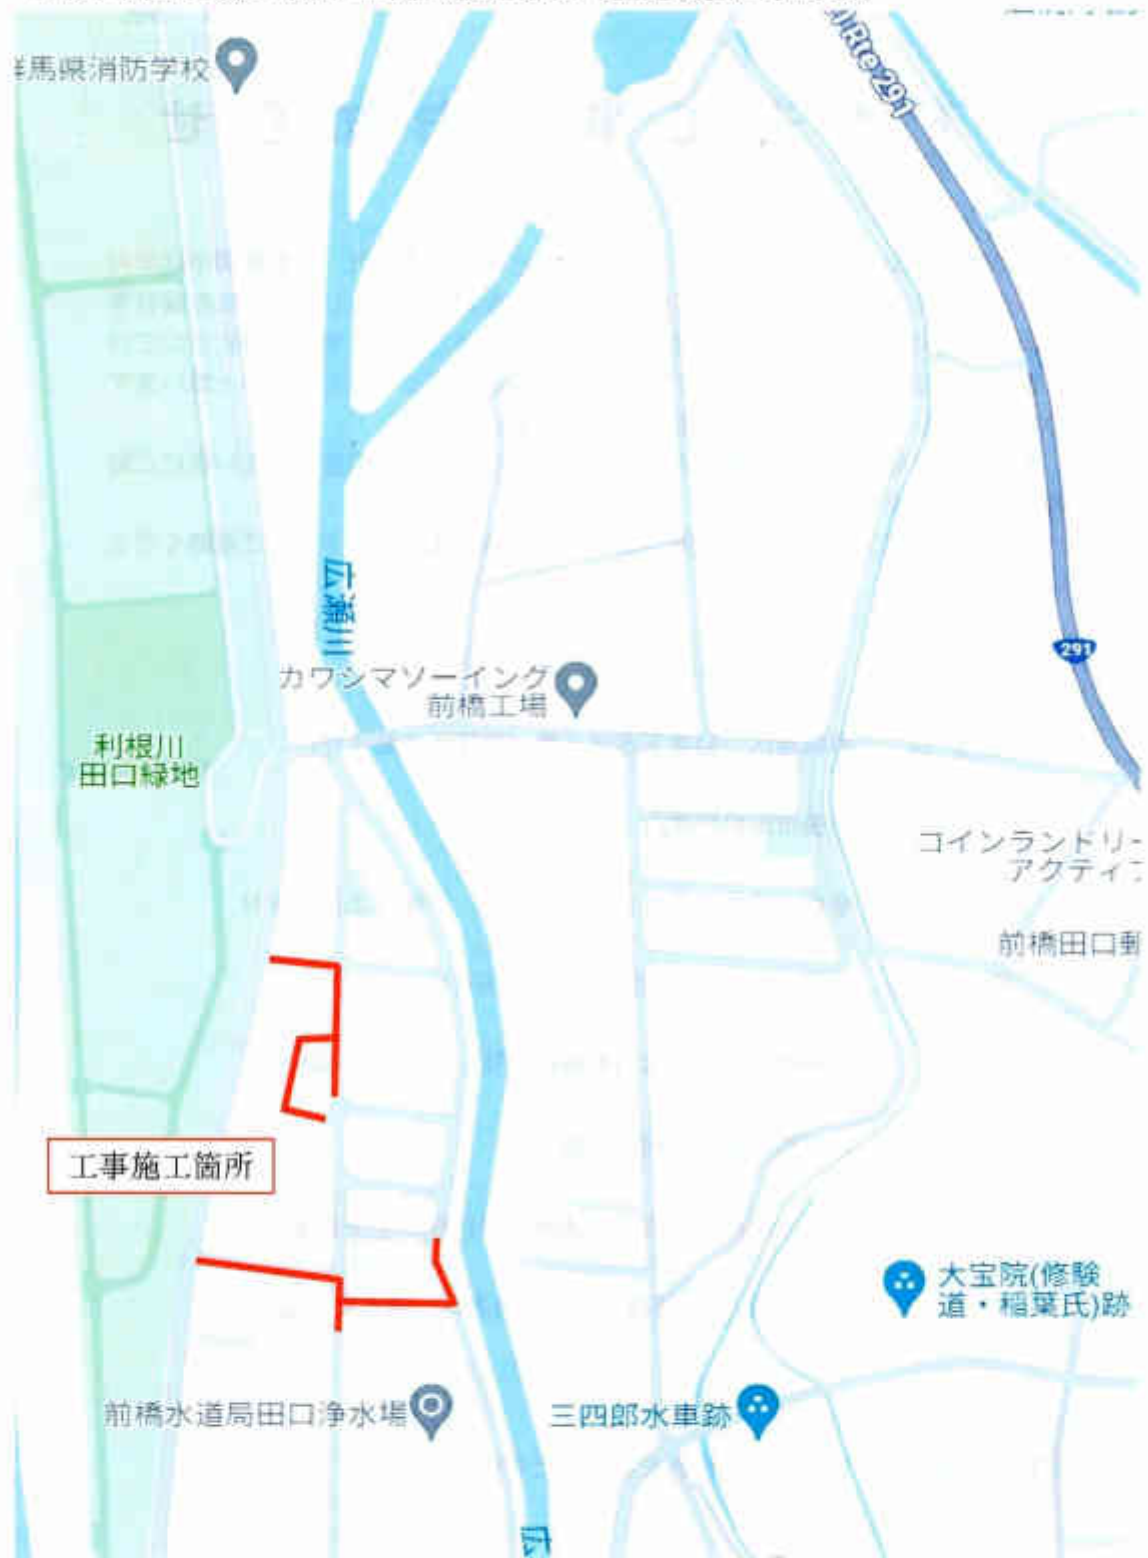 群馬県消防学校
Rte 291
広瀬川
カワシマソーイング
前橋工場
291
利根川
田口緑地
コインランドリー
アクティブ
前橋田口郵
工事施工箇所
大宝院(修験
道・稲葉氏)跡
前橋水道局田口浄水場
三四郎水車跡
広